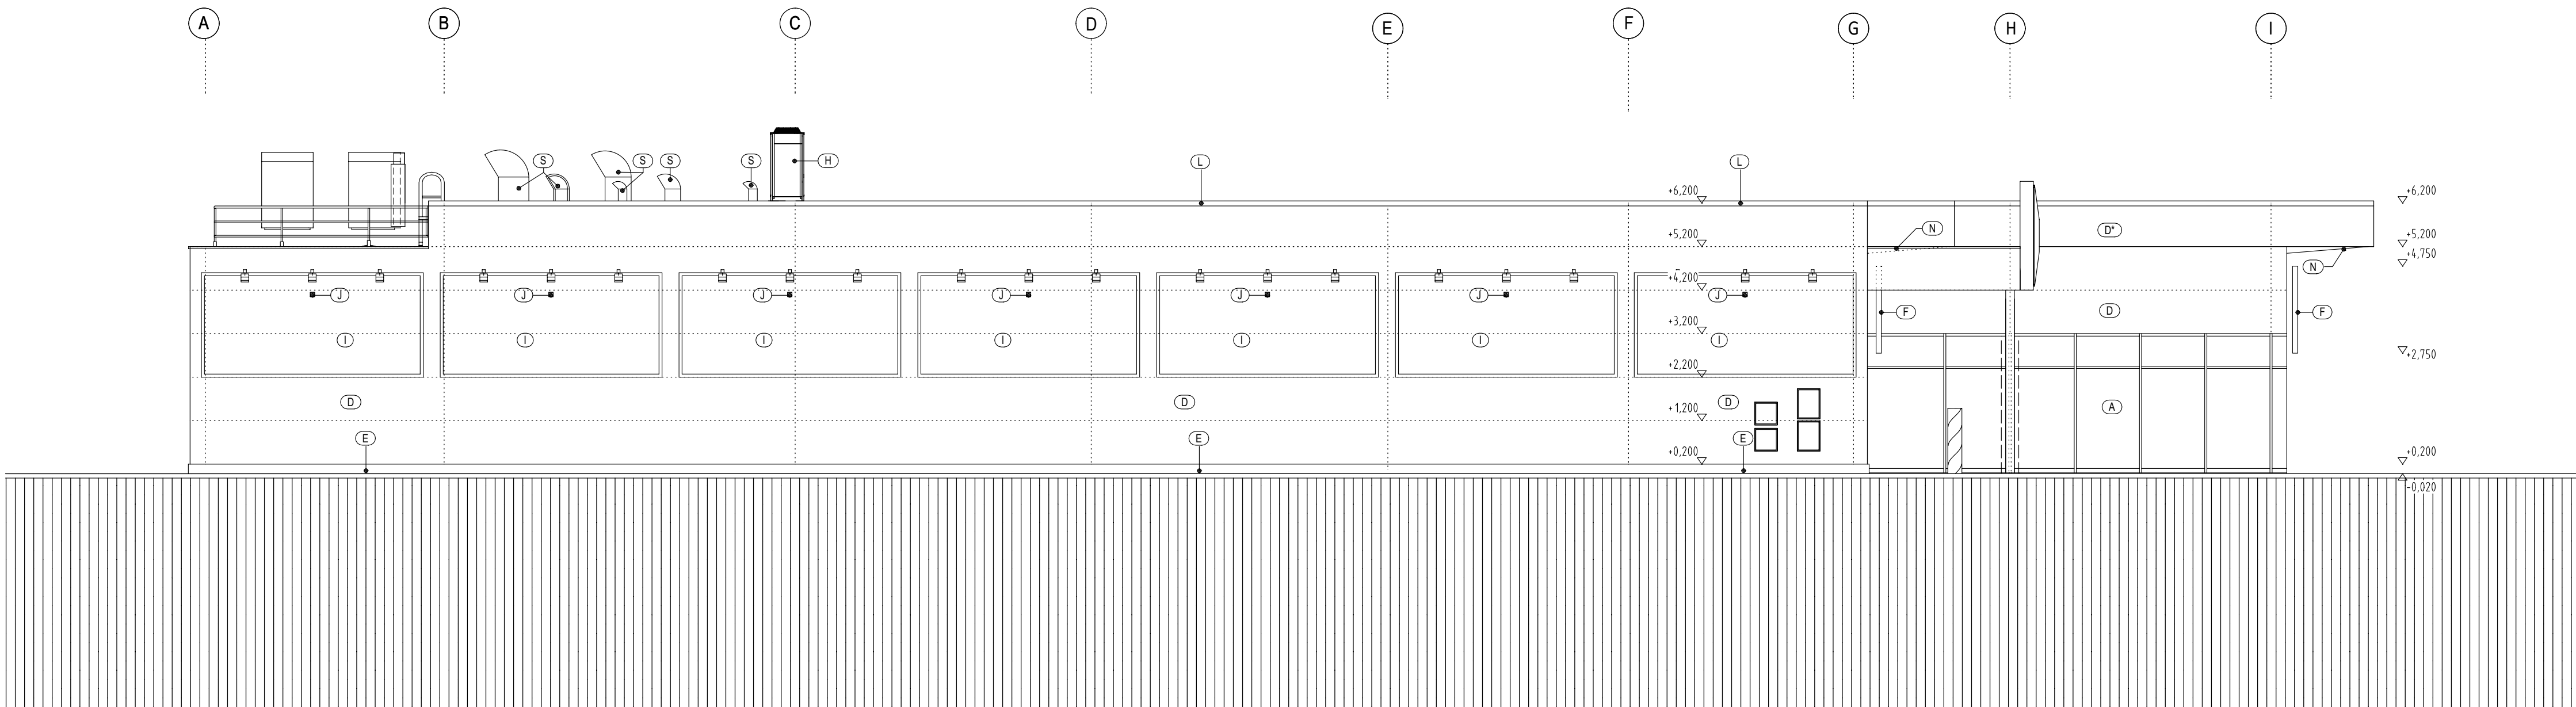 A B C D E F G H I
S S S S H L L
+6,200 +6,200
N D*
+5,200 +5,200
+4,750
N
+4,200
J J J J J J J
F D F
+3,200
I I I I I I I
+2,750
+2,200
D D D
+1,200 A
E E E
+0,200 +0,200
-0,020